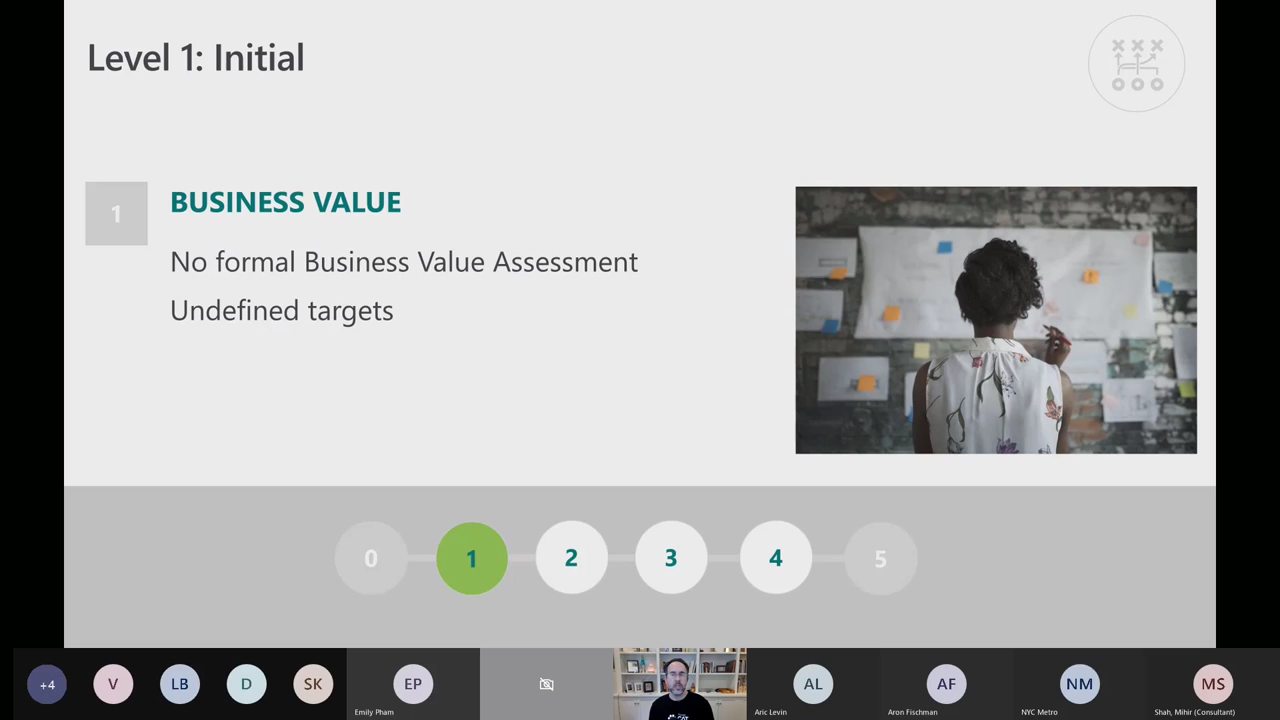 Level 1: Initial
1
BUSINESS VALUE
No formal Business Value Assessment
Undefined targets
0
1
2
3
4
5
+4
V
LB
D
SK
EP
AL
AF
NM
MS
Emily Pham
Aric Levin
Aron Fischman
NYC Metro
Shah, Mihir (Consultant)